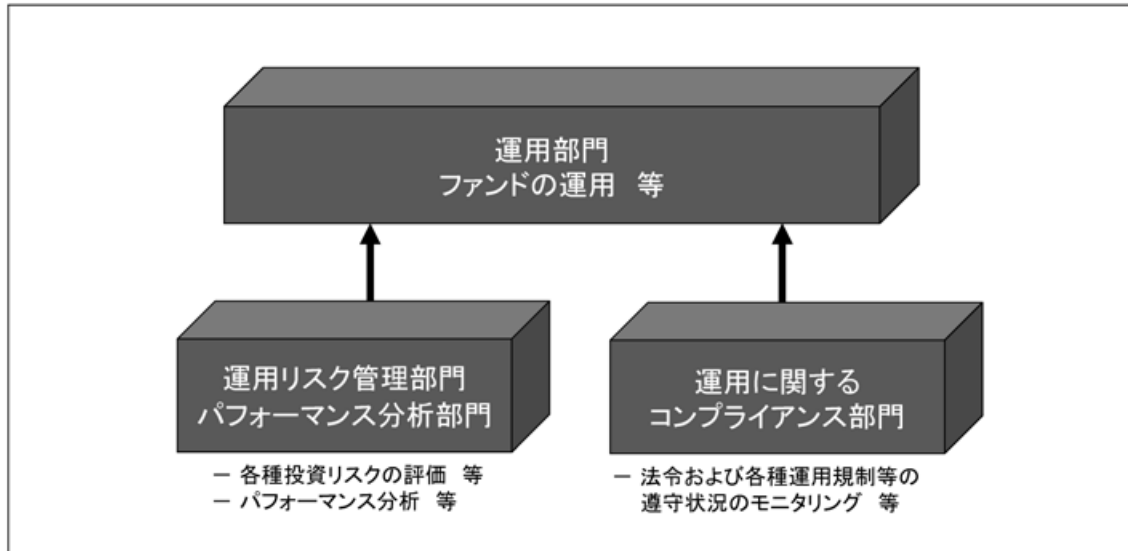 運用部門
ファンドの運用 等
運用リスク管理部門
パフォーマンス分析部門
－ 各種投資リスクの評価 等
－ パフォーマンス分析 等
運用に関する
コンプライアンス部門
－ 法令および各種運用規制等の
遵守状況のモニタリング 等